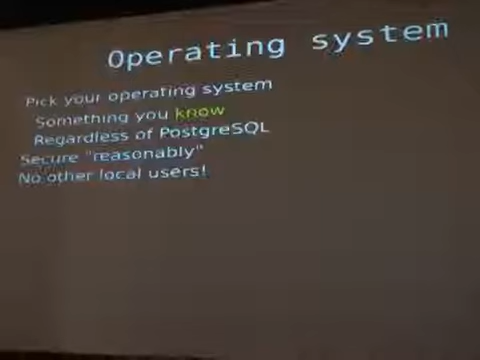 Operating system
Pick your operating system
Something you know
Regardless of PostgreSQL
Secure "reasonably"
No other local users!